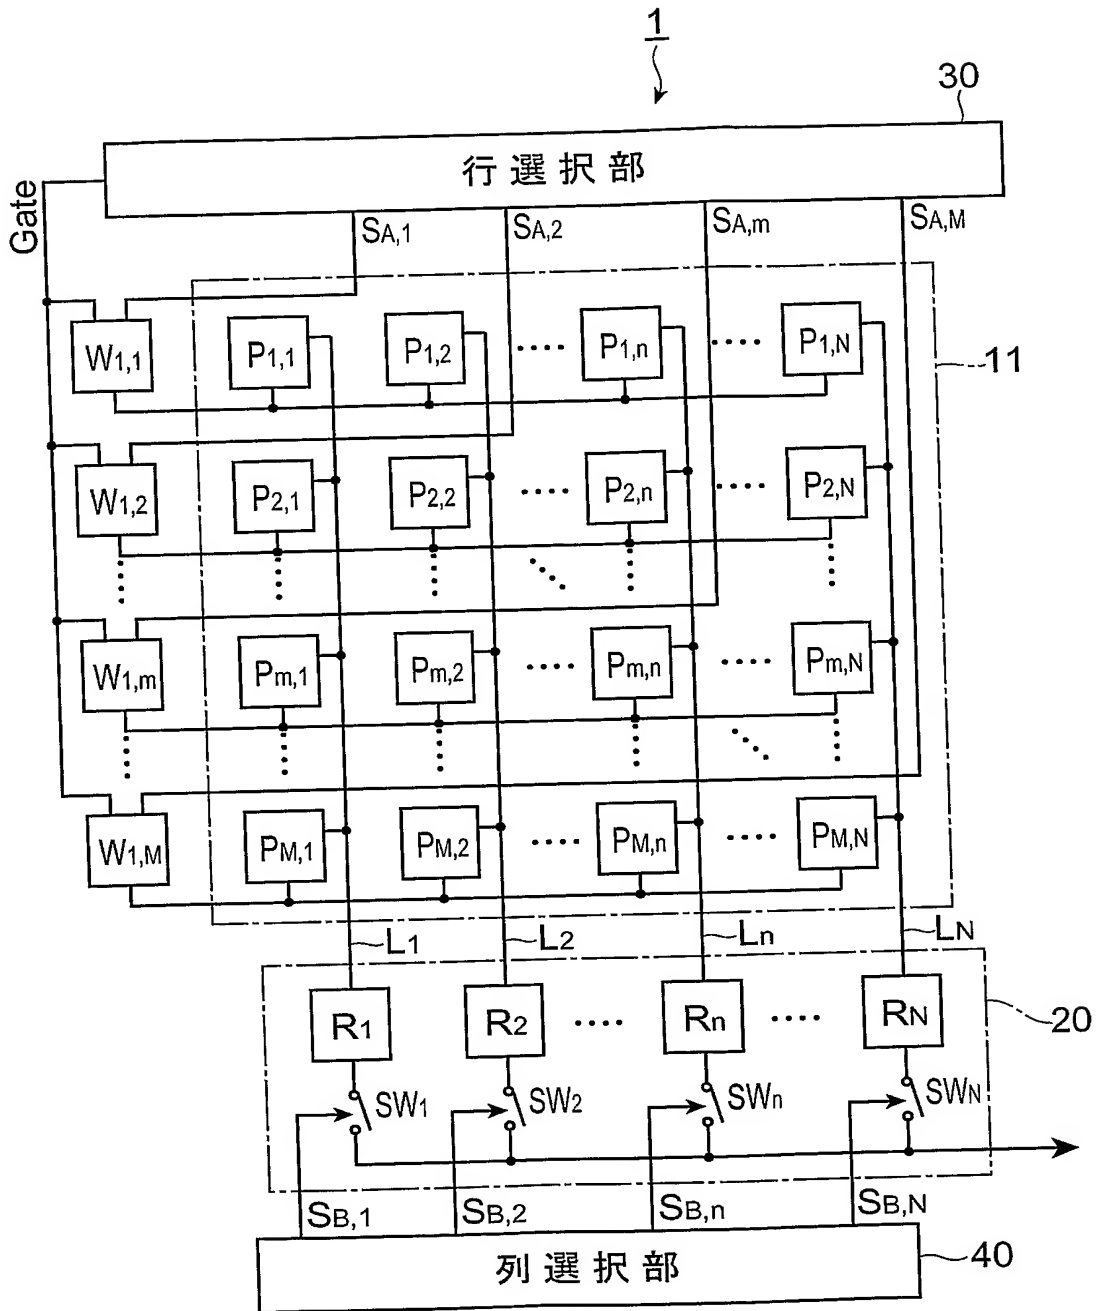 1
30
行選択部
Gate
SA,1 SA,2 SA,m SA,M
11
W1,1 P1,1 P1,2 ···· P1,n ···· P1,N
W1,2 P2,1 P2,2 ···· P2,n ···· P2,N
W1,m Pm,1 Pm,2 ···· Pm,n ···· Pm,N
W1,M PM,1 PM,2 ···· PM,n ···· PM,N
L1 L2 Ln LN
R1 R2 ···· Rn ···· RN
20
SW1 SW2 SWn SWN
SB,1 SB,2 SB,n SB,N
列選択部
40